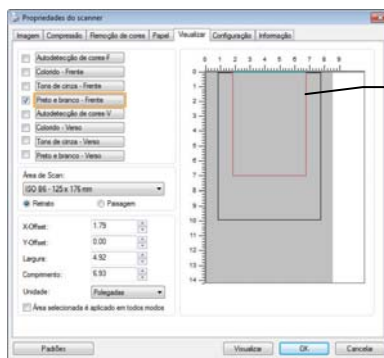 Propriedades do scanner
Imagem Compressão Remoção de cores Papel Visualizar Configuração Informação
Autodetecção de cores-F
Colorido - Frente
Tons de cinza - Frente
Preto e branco - Frente
Autodetecção de cores-V
Colorido - Verso
Tons de cinza - Verso
Preto e branco - Verso
Área de Scan:
ISO B6 - 125 x 176 mm
Retrato Paisagem
X-Offset: 1.79
Y-Offset: 0.00
Largura: 4.92
Comprimento: 6.93
Unidade: Polegadas
Área selecionada é aplicado em todos modos
0 1 2 3 4 5 6 7 8 9
0
1
2
3
4
5
6
7
8
9
10
11
12
13
14
Padrões Visualizar OK Cancelar